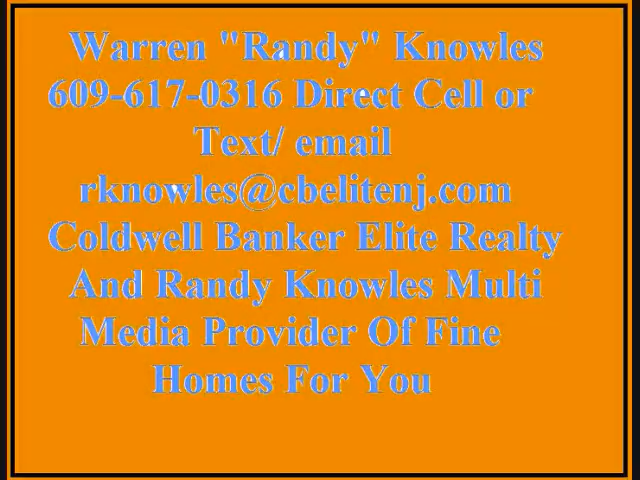 Warren "Randy" Knowles
609-617-0316 Direct Cell or
Text/ email
rknowles@cbelitenj.com
Coldwell Banker Elite Realty
And Randy Knowles Multi
Media Provider Of Fine
Homes For You